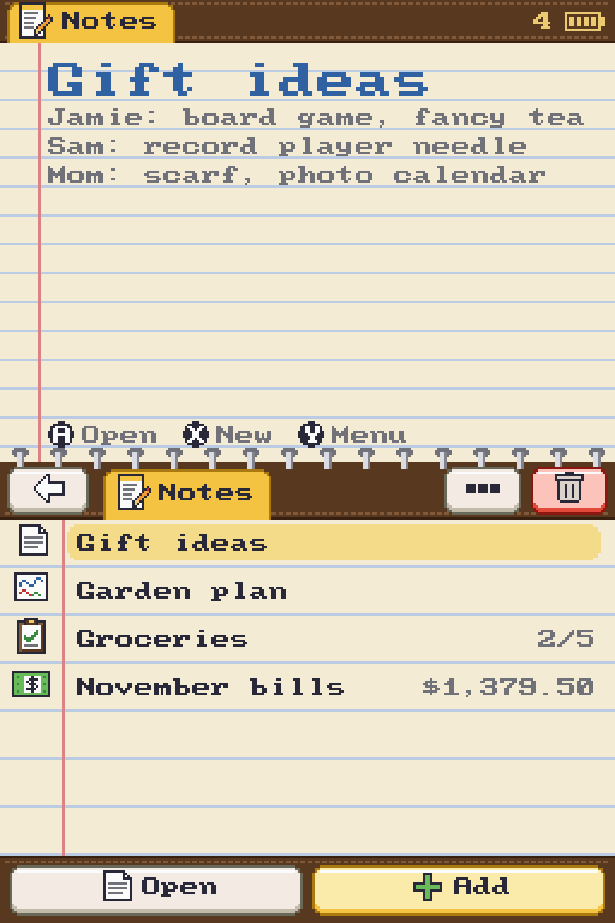 Notes
4
Gift ideas
Jamie: board game, fancy tea
Sam: record player needle
Mom: scarf, photo calendar
A Open X New Y Menu
Notes
Gift ideas
Garden plan
Groceries 2/5
$ November bills $1,379.50
Open Add